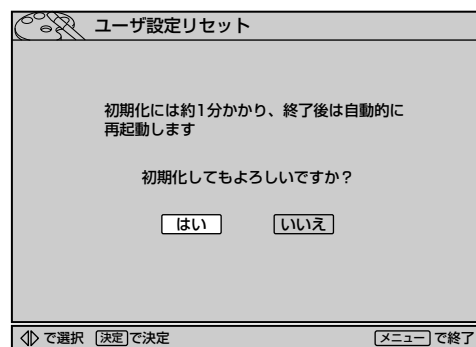 ユーザ設定リセット
初期化には約1分かかり、終了後は自動的に
再起動します
初期化してもよろしいですか？
はい いいえ
で選択 決定で決定 メニューで終了